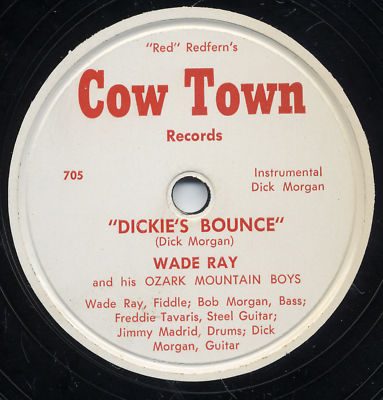 "Red" Redfern's
Cow Town
Records
705
Instrumental
Dick Morgan
"DICKIE'S BOUNCE"
(Dick Morgan)
WADE RAY
and his OZARK MOUNTAIN BOYS
Wade Ray, Fiddle; Bob Morgan, Bass;
Freddie Tavaris, Steel Guitar;
Jimmy Madrid, Drums; Dick
Morgan, Guitar